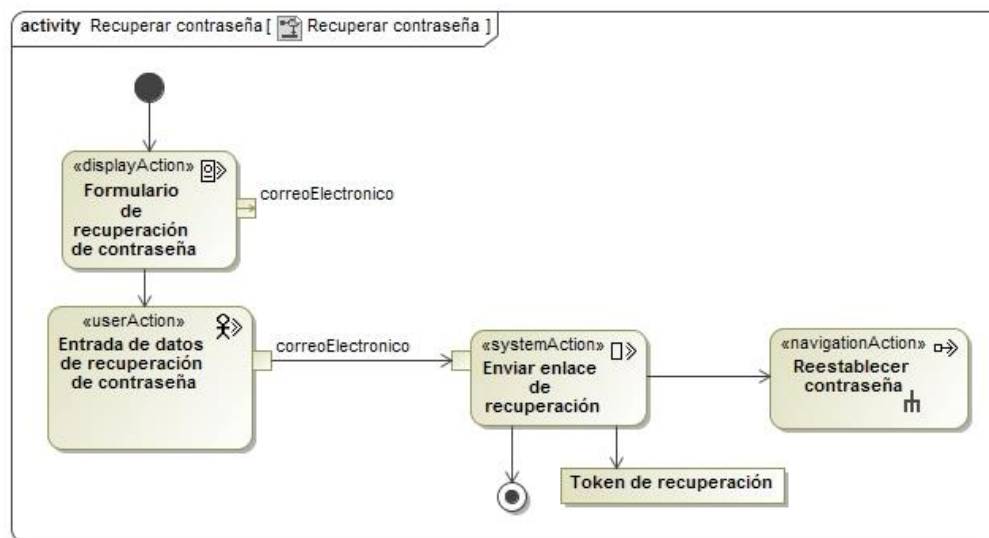 activity Recuperar contraseña [ Recuperar contraseña ]
«displayAction»
Formulario
de
recuperación
de contraseña
correoElectronico
«userAction»
Entrada de datos
de recuperación
de contraseña
correoElectronico
«systemAction»
Enviar enlace
de
recuperación
«navigationAction»
Reestablecer
contraseña
Token de recuperación